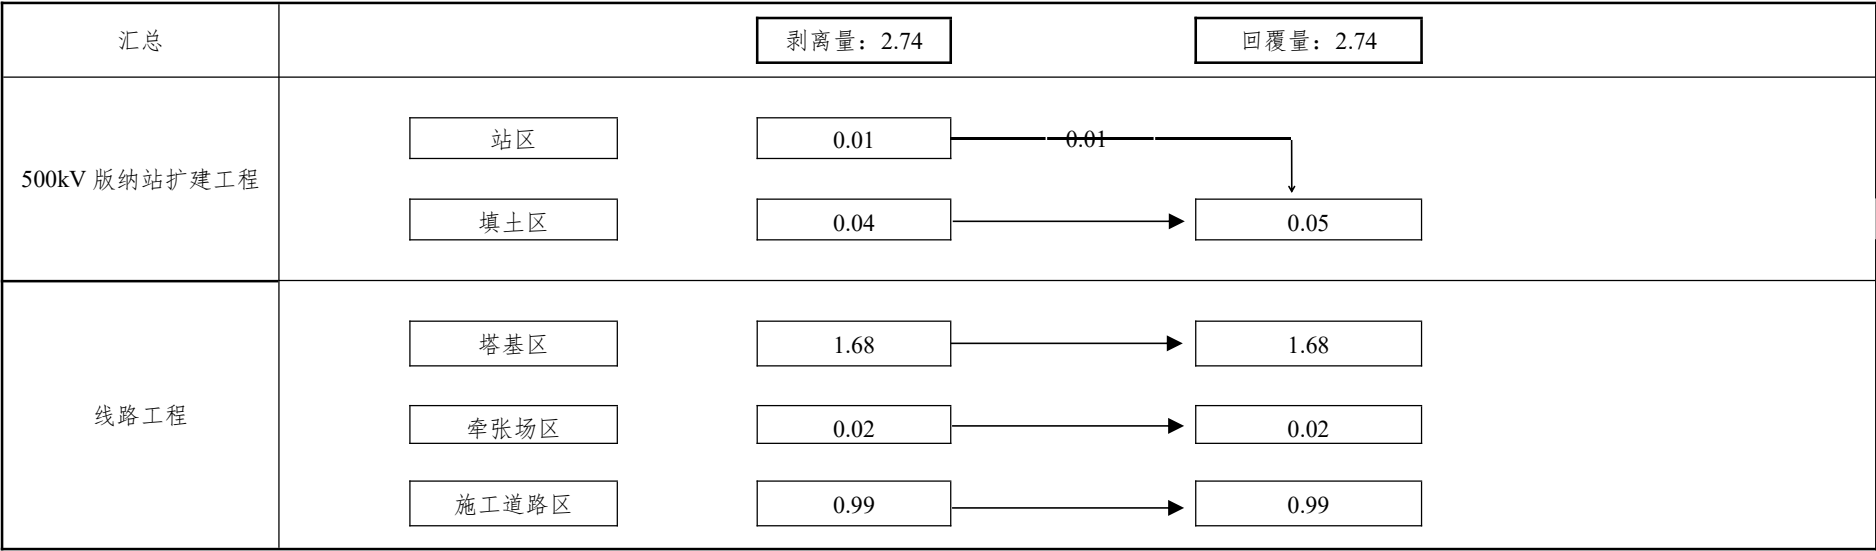 汇总
剥离量：2.74
回覆量：2.74
500kV 版纳站扩建工程
站区
0.01
0.01
填土区
0.04
0.05
线路工程
塔基区
1.68
1.68
牵张场区
0.02
0.02
施工道路区
0.99
0.99